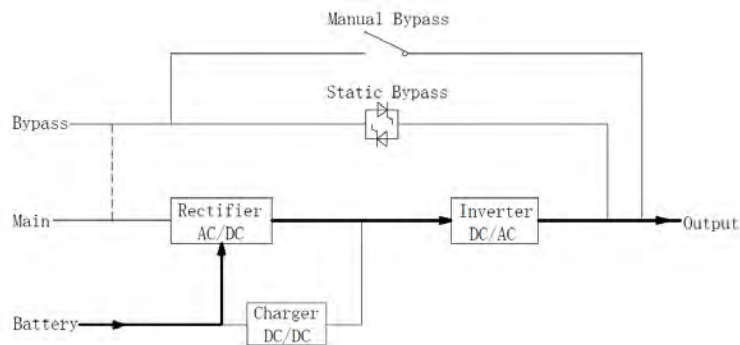 Manual Bypass
Static Bypass
Bypass
Main
Rectifier
AC/DC
Inverter
DC/AC
Output
Battery
Charger
DC/DC